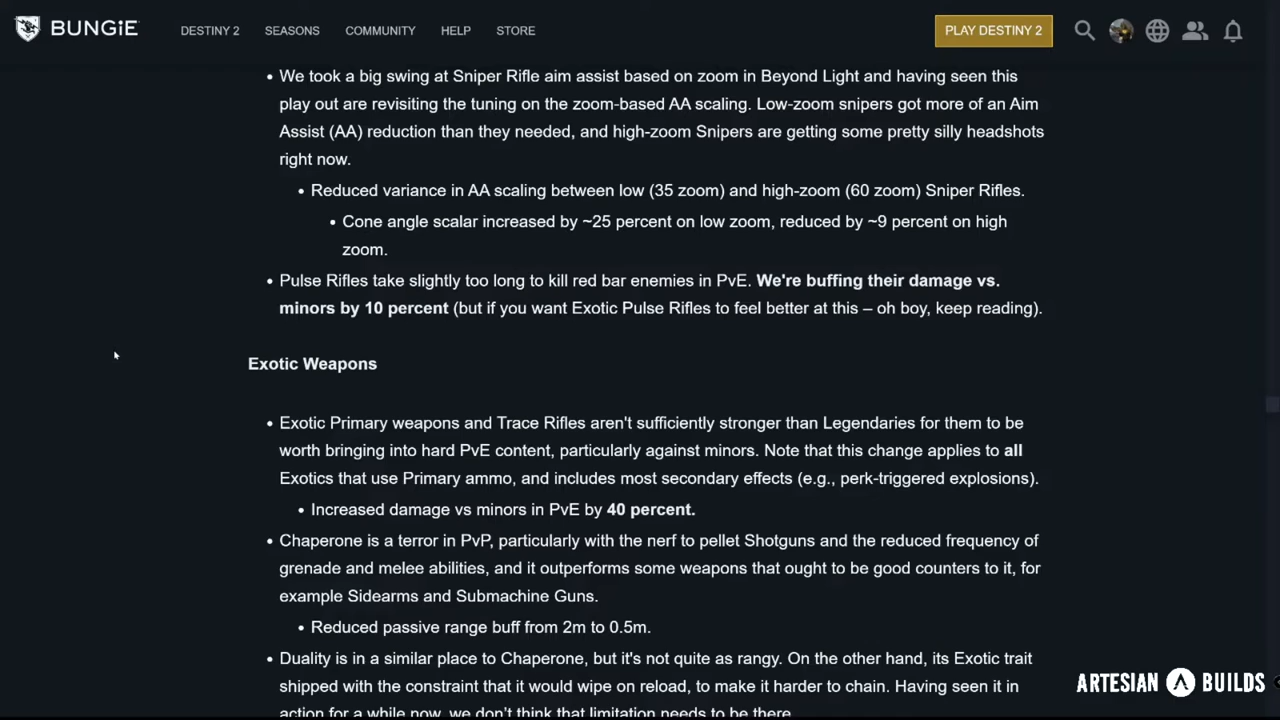 BUNGiE DESTINY 2 SEASONS COMMUNITY HELP STORE PLAY DESTINY 2
• We took a big swing at Sniper Rifle aim assist based on zoom in Beyond Light and having seen this
play out are revisiting the tuning on the zoom-based AA scaling. Low-zoom snipers got more of an Aim
Assist (AA) reduction than they needed, and high-zoom Snipers are getting some pretty silly headshots
right now.
• Reduced variance in AA scaling between low (35 zoom) and high-zoom (60 zoom) Sniper Rifles.
• Cone angle scalar increased by ~25 percent on low zoom, reduced by ~9 percent on high
zoom.
• Pulse Rifles take slightly too long to kill red bar enemies in PvE. We're buffing their damage vs.
minors by 10 percent (but if you want Exotic Pulse Rifles to feel better at this – oh boy, keep reading).
Exotic Weapons
• Exotic Primary weapons and Trace Rifles aren't sufficiently stronger than Legendaries for them to be
worth bringing into hard PvE content, particularly against minors. Note that this change applies to all
Exotics that use Primary ammo, and includes most secondary effects (e.g., perk-triggered explosions).
• Increased damage vs minors in PvE by 40 percent.
• Chaperone is a terror in PvP, particularly with the nerf to pellet Shotguns and the reduced frequency of
grenade and melee abilities, and it outperforms some weapons that ought to be good counters to it, for
example Sidearms and Submachine Guns.
• Reduced passive range buff from 2m to 0.5m.
• Duality is in a similar place to Chaperone, but it's not quite as rangy. On the other hand, its Exotic trait
shipped with the constraint that it would wipe on reload, to make it harder to chain. Having seen it in
action for a while now, we don't think that limitation needs to be there.
ARTESIAN BUILDS